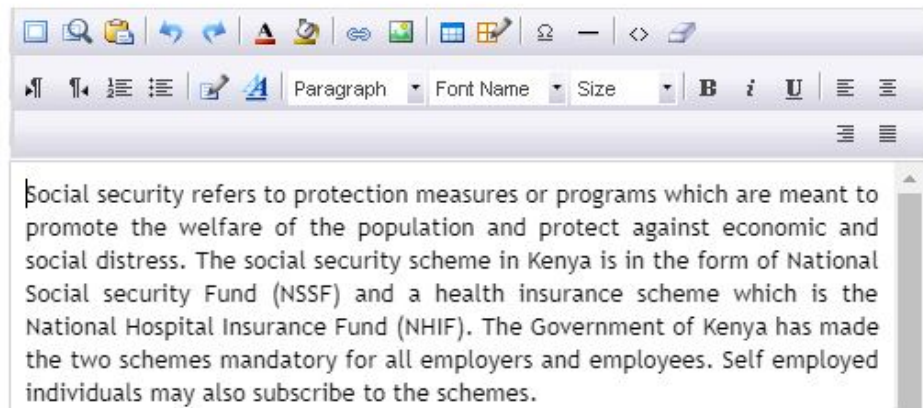 Paragraph Font Name Size B i U
Social security refers to protection measures or programs which are meant to
promote the welfare of the population and protect against economic and
social distress. The social security scheme in Kenya is in the form of National
Social security Fund (NSSF) and a health insurance scheme which is the
National Hospital Insurance Fund (NHIF). The Government of Kenya has made
the two schemes mandatory for all employers and employees. Self employed
individuals may also subscribe to the schemes.